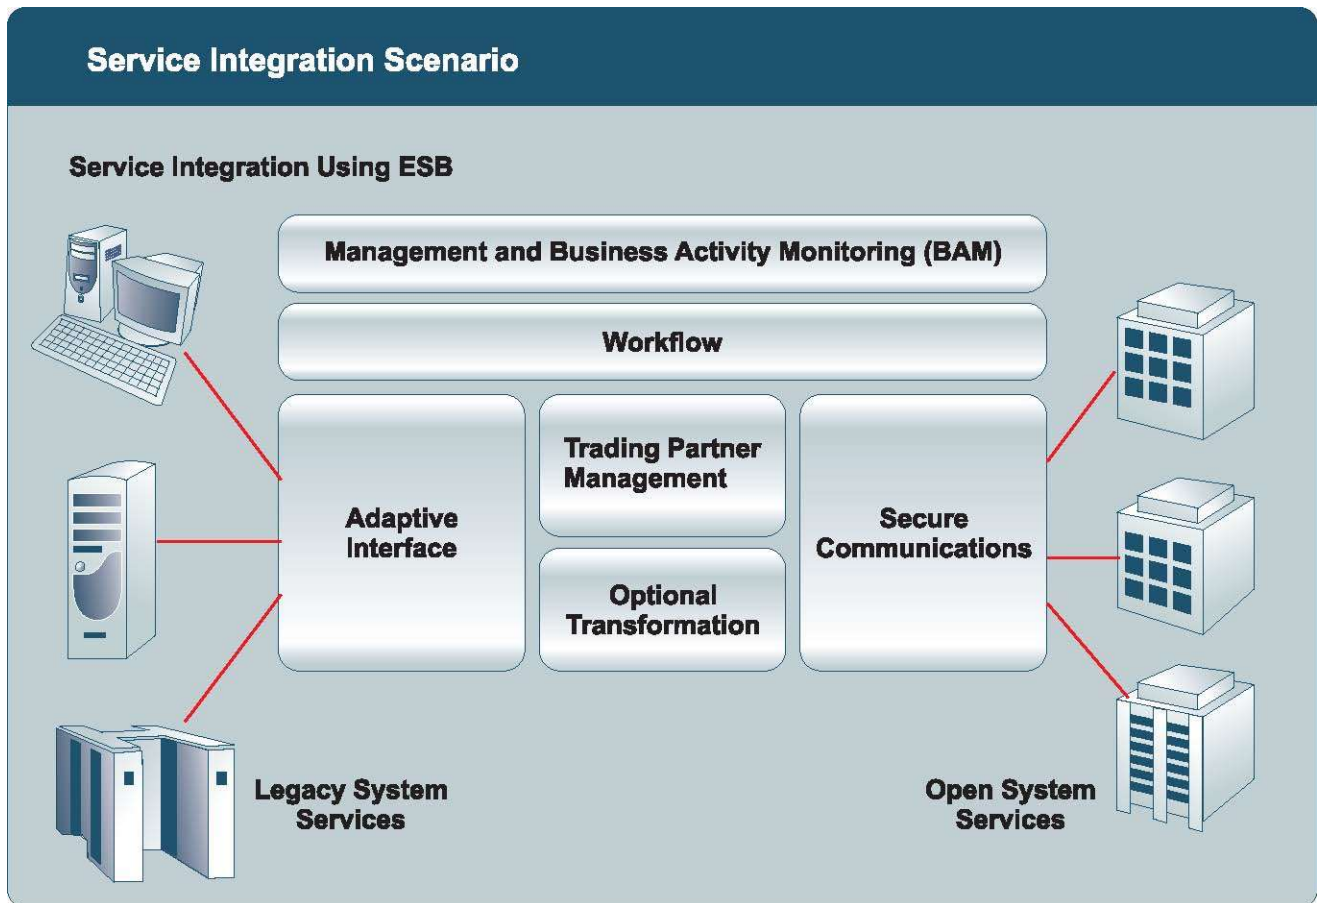 Service Integration Scenario
Service Integration Using ESB
Management and Business Activity Monitoring (BAM)
Workflow
Adaptive
Interface
Trading Partner
Management
Optional
Transformation
Secure
Communications
Legacy System
Services
Open System
Services